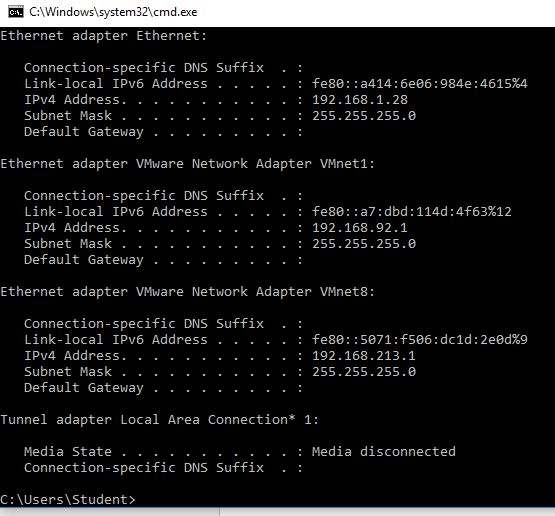 C:\Windows\system32\cmd.exe
Ethernet adapter Ethernet:
Connection-specific DNS Suffix  . :
Link-local IPv6 Address . . . . . : fe80::a414:6e06:984e:4615%4
IPv4 Address. . . . . . . . . . . : 192.168.1.28
Subnet Mask . . . . . . . . . . . : 255.255.255.0
Default Gateway . . . . . . . . . :
Ethernet adapter VMware Network Adapter VMnet1:
Connection-specific DNS Suffix  . :
Link-local IPv6 Address . . . . . : fe80::a7:dbd:114d:4f63%12
IPv4 Address. . . . . . . . . . . : 192.168.92.1
Subnet Mask . . . . . . . . . . . : 255.255.255.0
Default Gateway . . . . . . . . . :
Ethernet adapter VMware Network Adapter VMnet8:
Connection-specific DNS Suffix  . :
Link-local IPv6 Address . . . . . : fe80::5071:f506:dc1d:2e0d%9
IPv4 Address. . . . . . . . . . . : 192.168.213.1
Subnet Mask . . . . . . . . . . . : 255.255.255.0
Default Gateway . . . . . . . . . :
Tunnel adapter Local Area Connection* 1:
Media State . . . . . . . . . . . : Media disconnected
Connection-specific DNS Suffix  . :
C:\Users\Student>